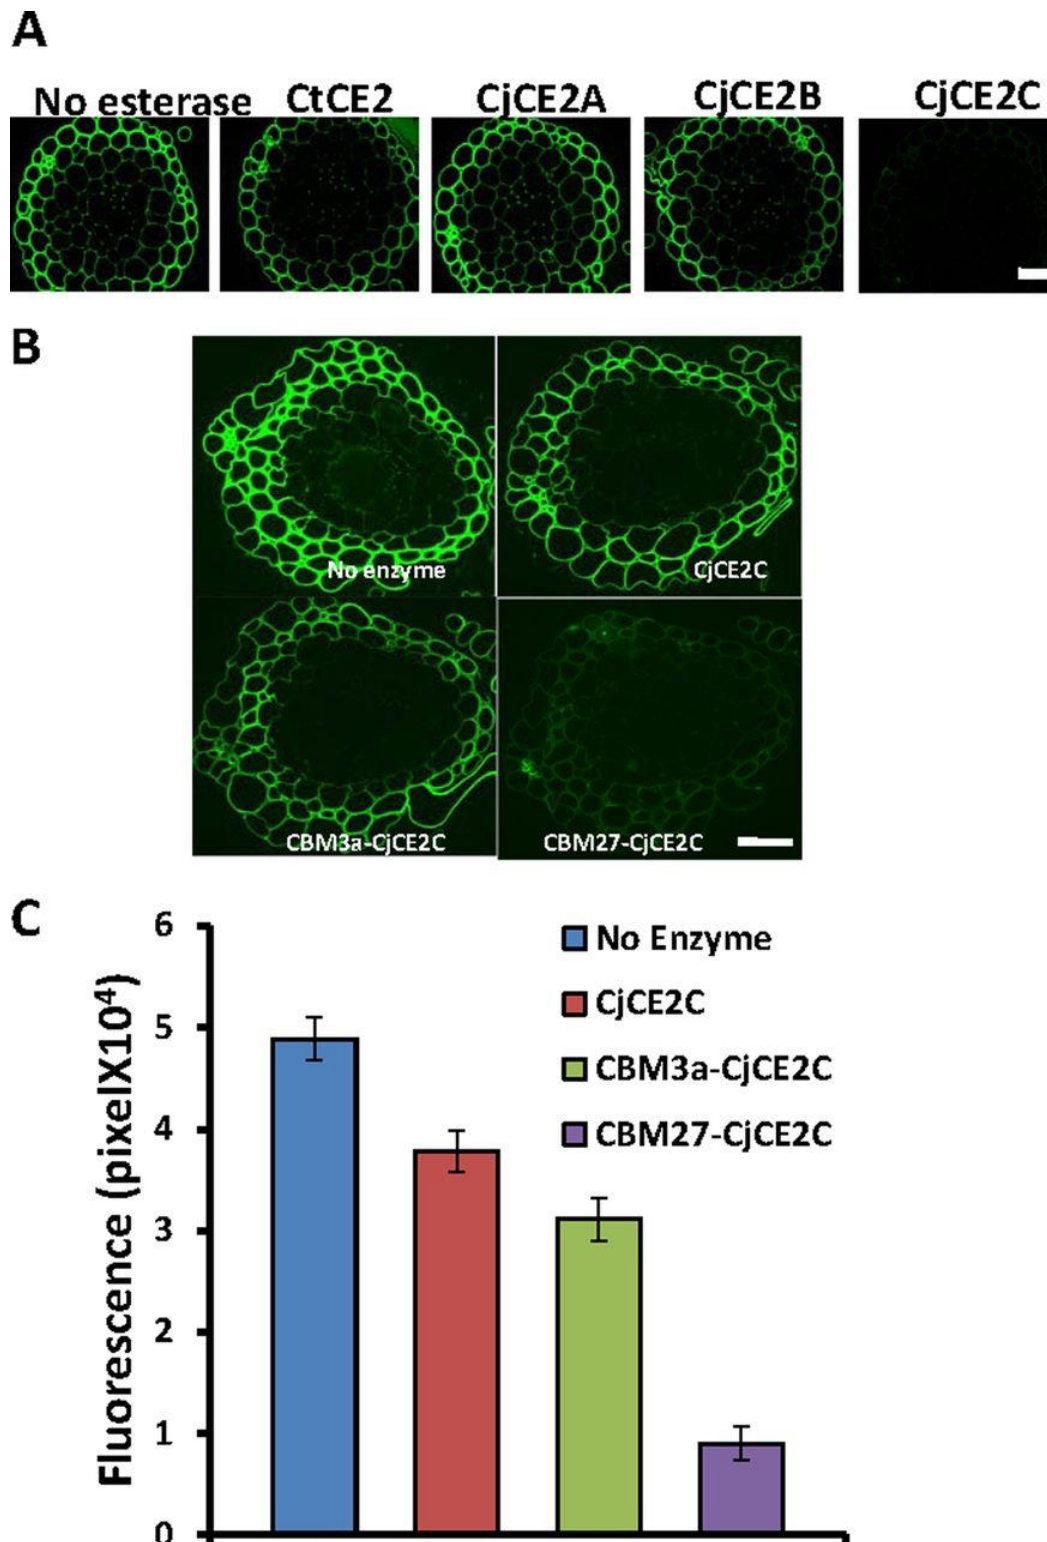 A
No esterase CtCE2 CjCE2A CjCE2B CjCE2C
B
No enzyme CjCE2C
CBM3a-CjCE2C CBM27-CjCE2C
C
Fluorescence (pixelX10⁴)
6
5
4
3
2
1
0
No Enzyme
CjCE2C
CBM3a-CjCE2C
CBM27-CjCE2C